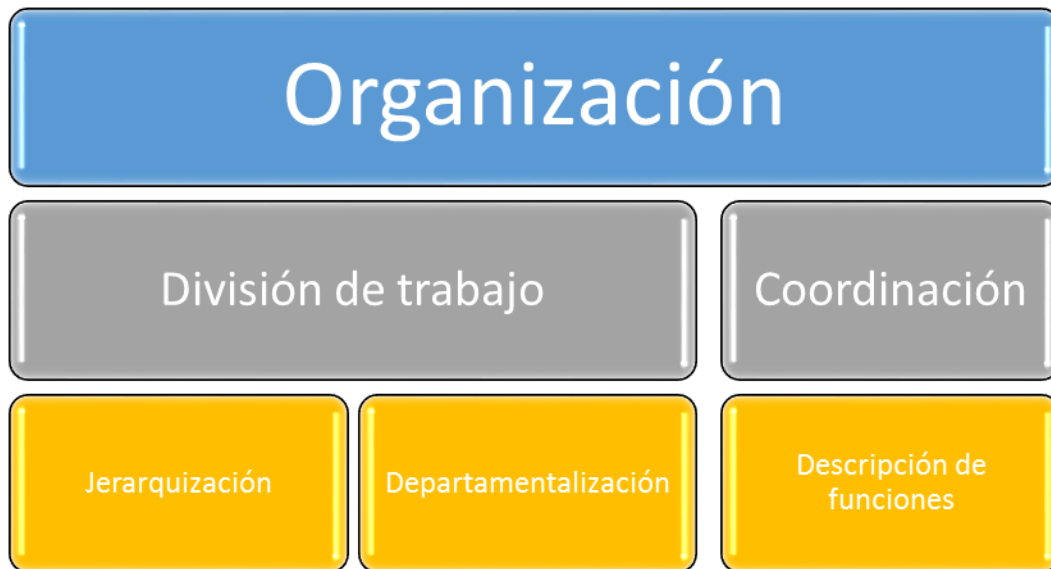 Organización
División de trabajo
Coordinación
Jerarquización
Departamentalización
Descripción de
funciones